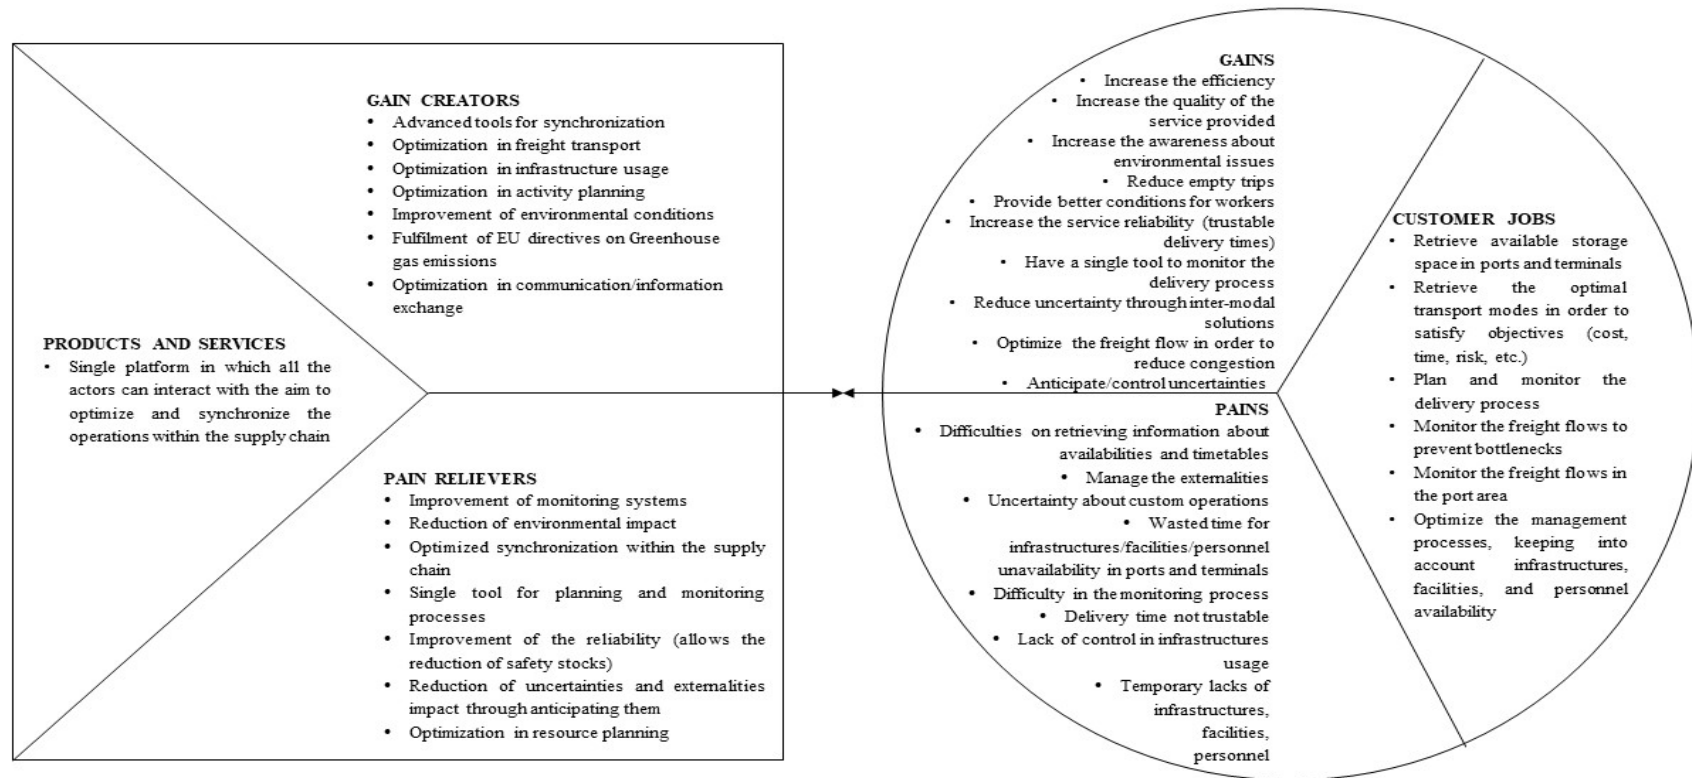 PRODUCTS AND SERVICES
• Single platform in which all the
actors can interact with the aim to
optimize and synchronize the
operations within the supply chain
GAIN CREATORS
• Advanced tools for synchronization
• Optimization in freight transport
• Optimization in infrastructure usage
• Optimization in activity planning
• Improvement of environmental conditions
• Fulfilment of EU directives on Greenhouse
gas emissions
• Optimization in communication/information
exchange
PAIN RELIEVERS
• Improvement of monitoring systems
• Reduction of environmental impact
• Optimized synchronization within the supply
chain
• Single tool for planning and monitoring
processes
• Improvement of the reliability (allows the
reduction of safety stocks)
• Reduction of uncertainties and externalities
impact through anticipating them
• Optimization in resource planning
GAINS
• Increase the efficiency
• Increase the quality of the
service provided
• Increase the awareness about
environmental issues
• Reduce empty trips
• Provide better conditions for workers
• Increase the service reliability (trustable
delivery times)
• Have a single tool to monitor the
delivery process
• Reduce uncertainty through inter-modal
solutions
• Optimize the freight flow in order to
reduce congestion
• Anticipate/control uncertainties
PAINS
• Difficulties on retrieving information about
availabilities and timetables
• Manage the externalities
• Uncertainty about custom operations
• Wasted time for
infrastructures/facilities/personnel
unavailability in ports and terminals
• Difficulty in the monitoring process
• Delivery time not trustable
• Lack of control in infrastructures
usage
• Temporary lacks of
infrastructures,
facilities,
personnel
CUSTOMER JOBS
• Retrieve available storage
space in ports and terminals
• Retrieve the optimal
transport modes in order to
satisfy objectives (cost,
time, risk, etc.)
• Plan and monitor the
delivery process
• Monitor the freight flows to
prevent bottlenecks
• Monitor the freight flows in
the port area
• Optimize the management
processes, keeping into
account infrastructures,
facilities, and personnel
availability